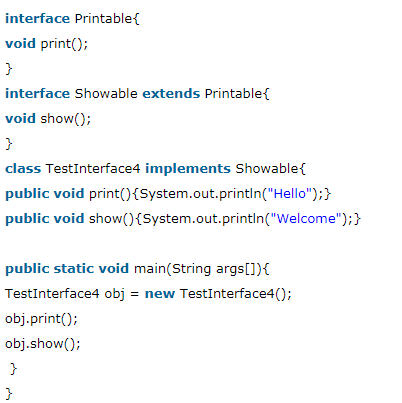 interface Printable{
void print();
}
interface Showable extends Printable{
void show();
}
class TestInterface4 implements Showable{
public void print(){System.out.println("Hello");}
public void show(){System.out.println("Welcome");}
public static void main(String args[]){
TestInterface4 obj = new TestInterface4();
obj.print();
obj.show();
}
}